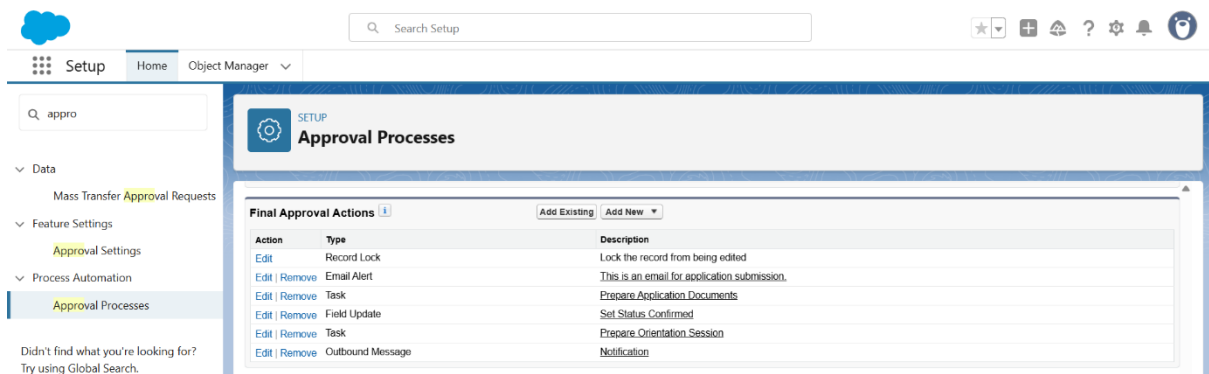 Search Setup
Setup Home Object Manager
appro
Data
Mass Transfer Approval Requests
Feature Settings
Approval Settings
Process Automation
Approval Processes
Didn't find what you're looking for?
Try using Global Search.
SETUP
Approval Processes
Final Approval Actions i Add Existing Add New ▼
Action Type Description
Edit Record Lock Lock the record from being edited
Edit | Remove Email Alert This is an email for application submission.
Edit | Remove Task Prepare Application Documents
Edit | Remove Field Update Set Status Confirmed
Edit | Remove Task Prepare Orientation Session
Edit | Remove Outbound Message Notification